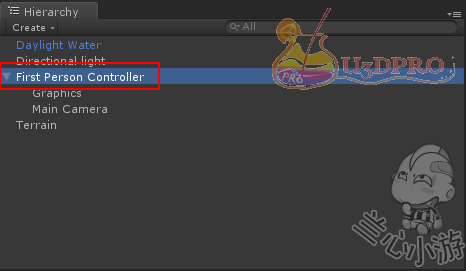 Hierarchy
Create
All
Daylight Water
Directional light
First Person Controller
Graphics
Main Camera
Terrain
U3DPRO
PRO
当心小游